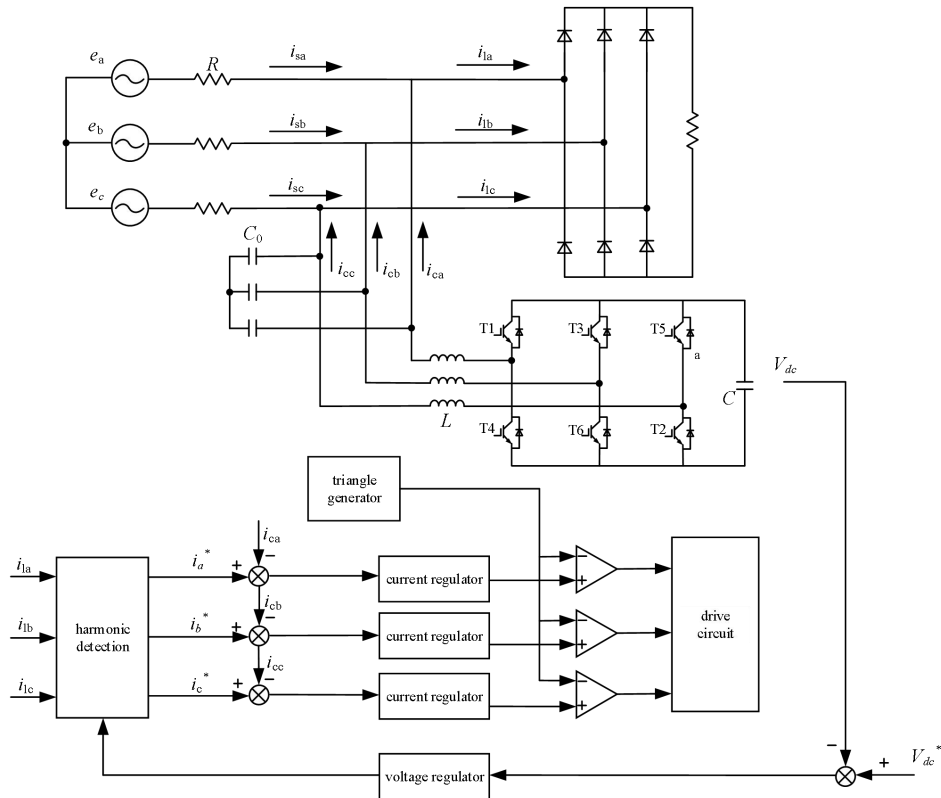 e_a
R
i_sa
i_la
e_b
i_sb
i_lb
e_c
i_sc
i_lc
C_0
i_cc
i_cb
i_ca
T1
T3
T5
a
V_dc
C
L
T4
T6
T2
triangle
generator
i_ca
i_la
i_a*
+
−
−
+
current regulator
i_cb
i_lb
harmonic
detection
i_b*
+
−
−
+
current regulator
drive
circuit
i_cc
i_lc
i_c*
+
−
−
+
current regulator
−
+
V_dc*
voltage regulator